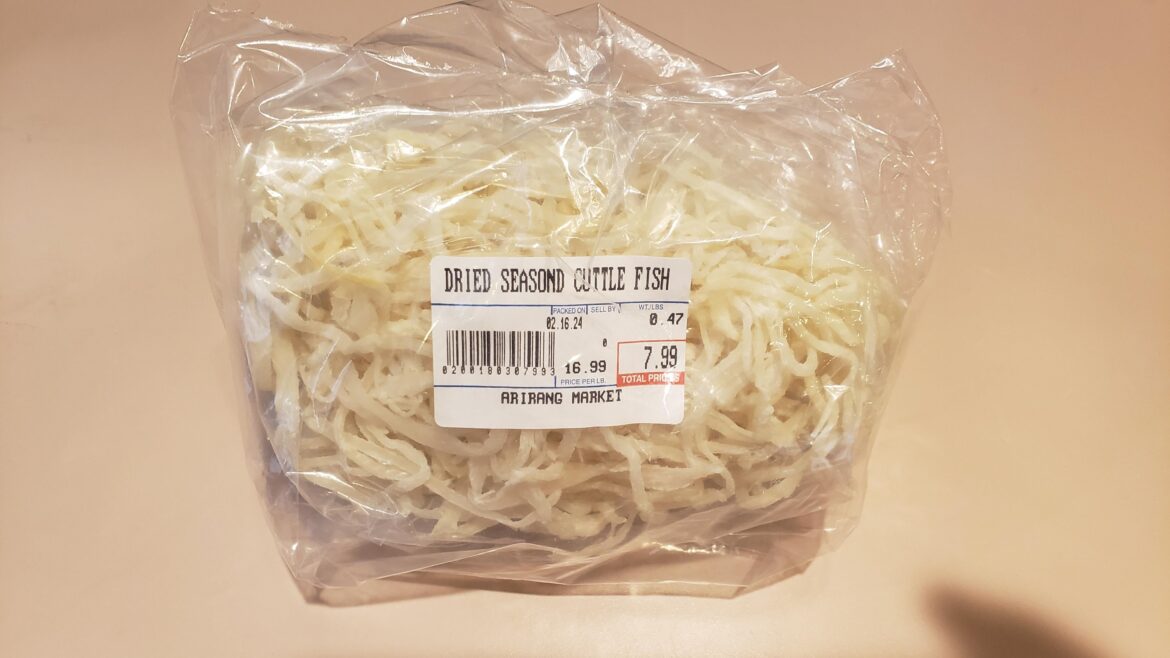 DRIED SEASOND CUTTLE FISH
PACKED ON SELL BY WT./LBS
02.16.24 0.47
0
0200180307993 16.99 7.99
PRICE PER LB. TOTAL PRICE $
ARIRANG MARKET